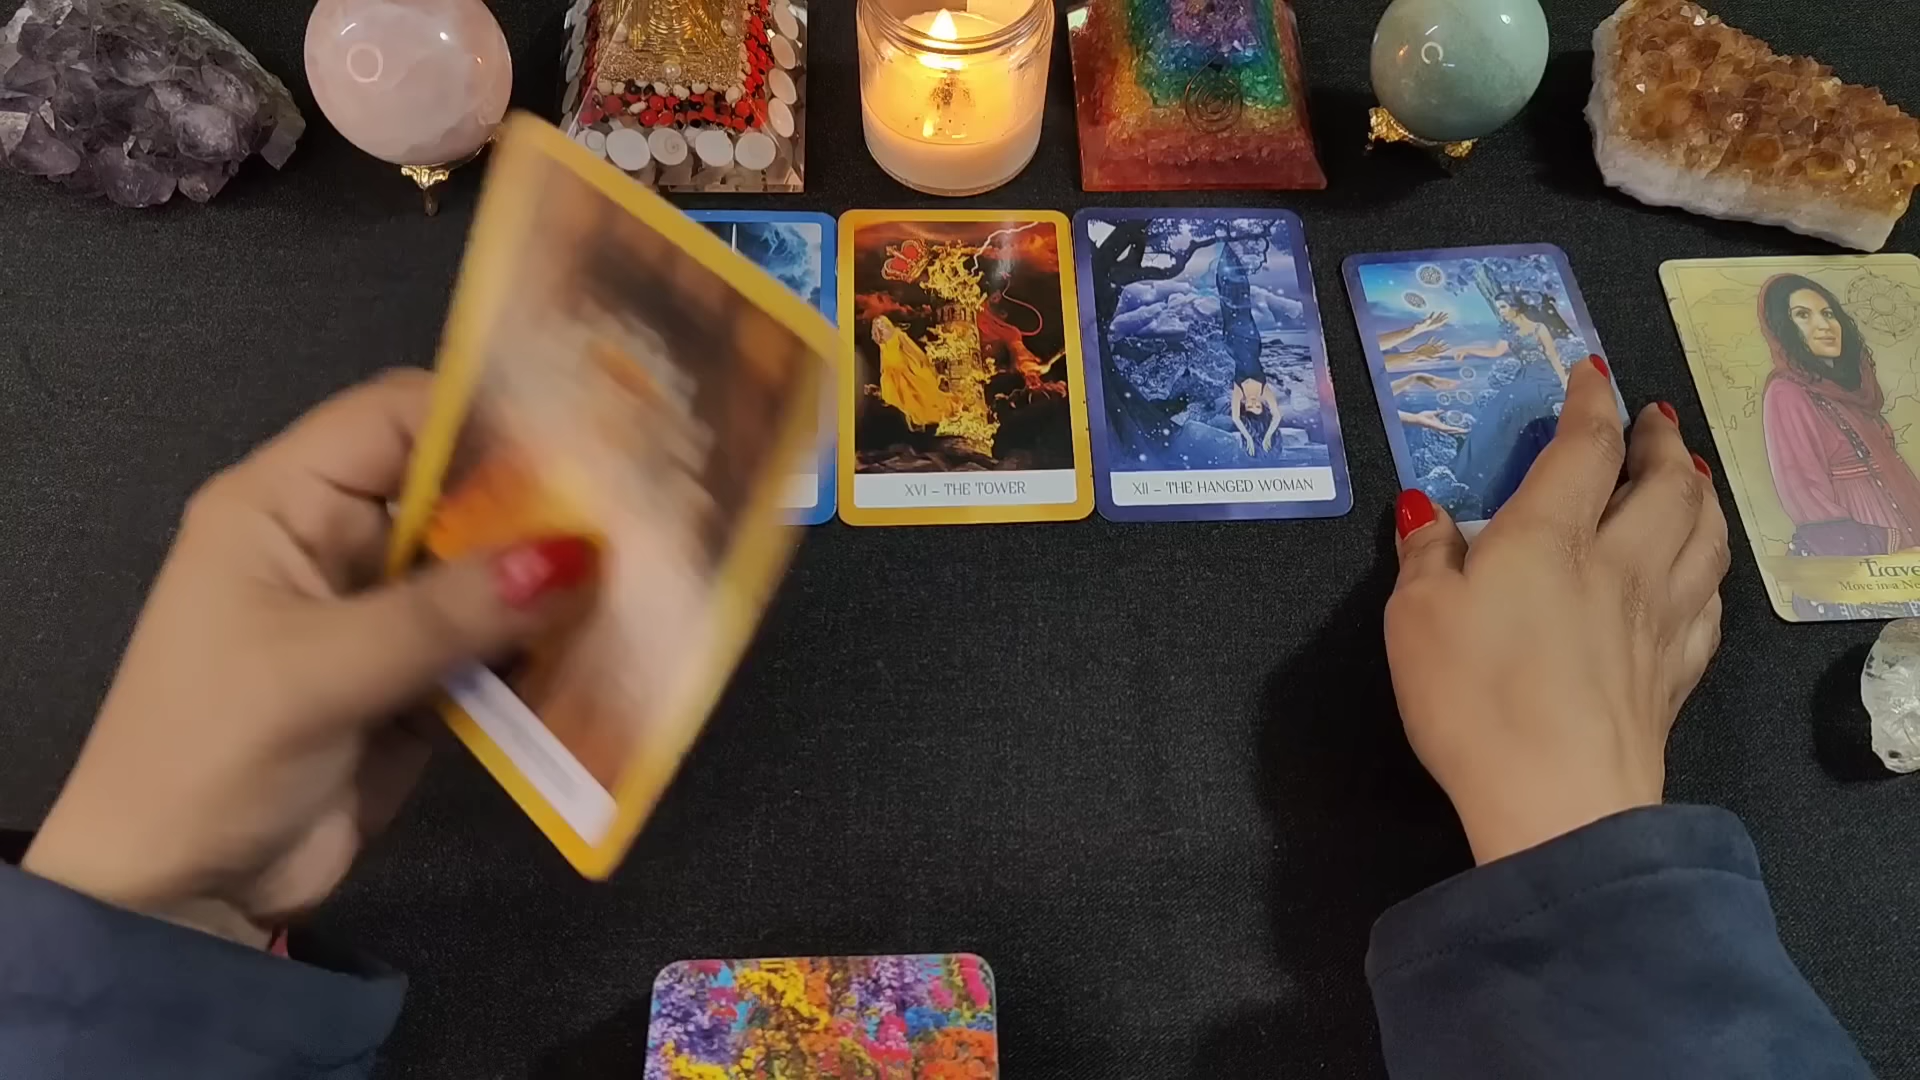 XVI – THE TOWER
XII – THE HANGED WOMAN
Trave
Move in a Ne